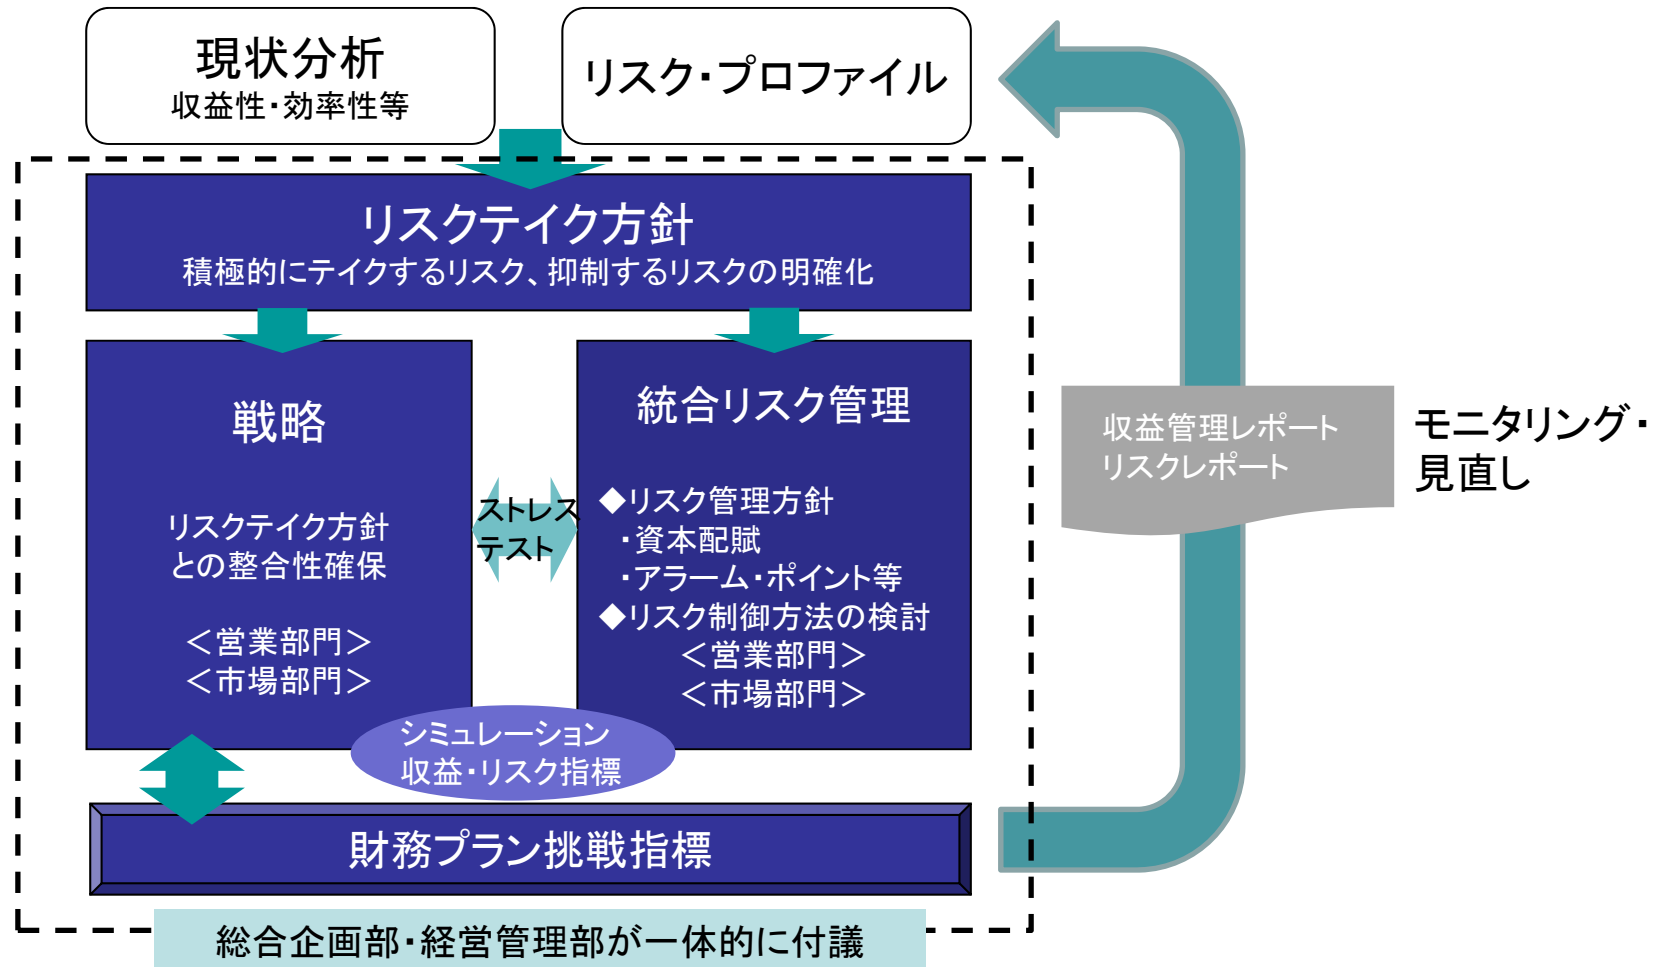 現状分析
収益性・効率性等
リスク・プロファイル
リスクテイク方針
積極的にテイクするリスク、抑制するリスクの明確化
戦略
リスクテイク方針
との整合性確保
＜営業部門＞
＜市場部門＞
ストレス
テスト
統合リスク管理
◆リスク管理方針
・資本配賦
・アラーム・ポイント等
◆リスク制御方法の検討
＜営業部門＞
＜市場部門＞
シミュレーション
収益・リスク指標
財務プラン挑戦指標
総合企画部・経営管理部が一体的に付議
収益管理レポート
リスクレポート
モニタリング・
見直し